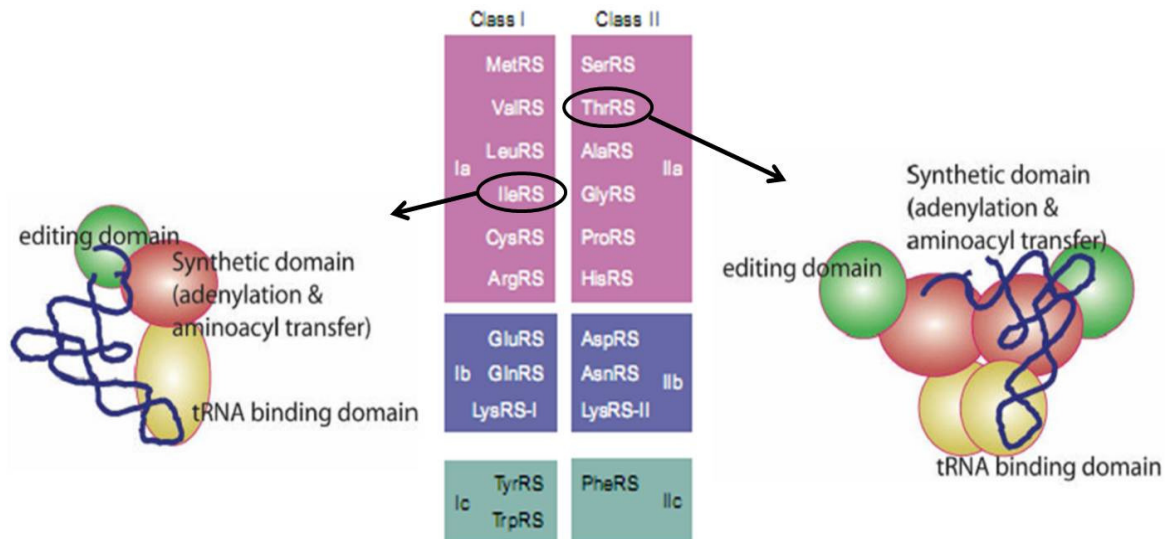 Class I
Class II
MetRS
SerRS
ValRS
ThrRS
LeuRS
AlaRS
Ia
IIa
IleRS
GlyRS
CysRS
ProRS
ArgRS
HisRS
GluRS
AspRS
Ib
GlnRS
AsnRS
IIb
LysRS-I
LysRS-II
Ic
TyrRS
PheRS
IIc
TrpRS
editing domain
Synthetic domain
(adenylation &
aminoacyl transfer)
tRNA binding domain
Synthetic domain
(adenylation &
aminoacyl transfer)
editing domain
tRNA binding domain